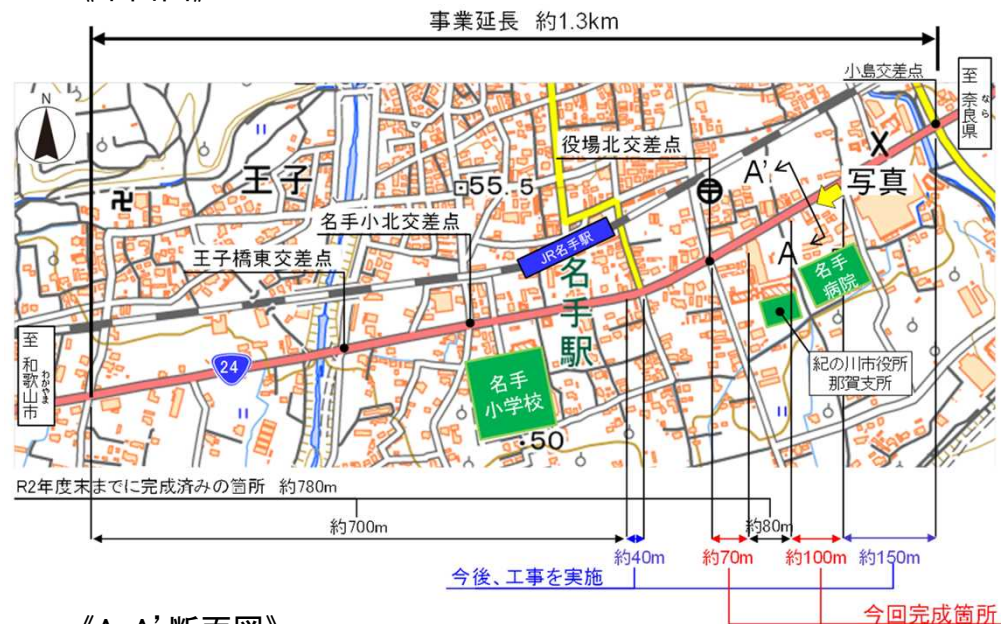 事業延長 約1.3km
小島交差点
至 奈良県
なら
N
役場北交差点
A'
X
写真
王子
55.5
名手小北交差点
JR名手駅
王子橋東交差点
名手駅
A
名手
病院
至 和歌山市
わかやま
24
紀の川市役所
那賀支所
名手
小学校
50
R2年度末までに完成済みの箇所 約780m
約700m
約80m
約40m
約70m
約100m
約150m
今後、工事を実施
今回完成箇所